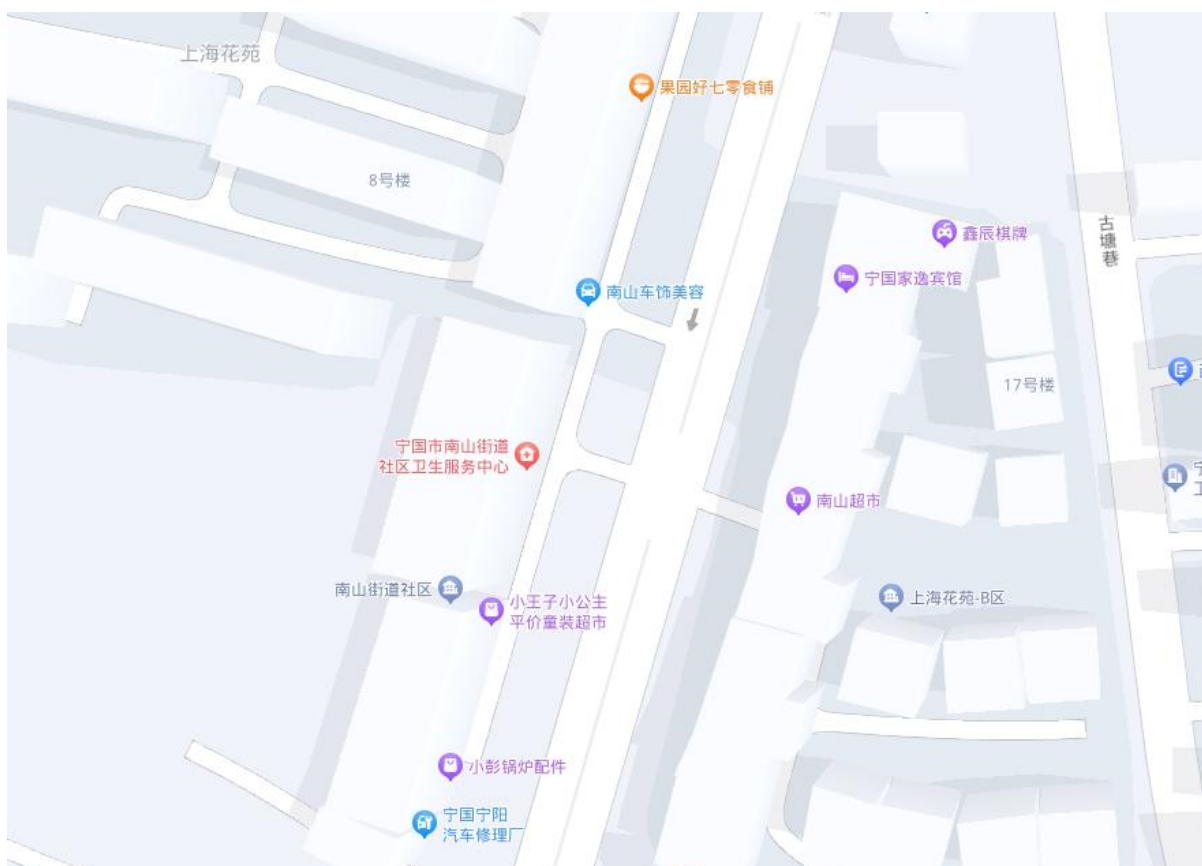 上海花苑
果园好七零食铺
8号楼
鑫辰棋牌
古塘巷
宁国家逸宾馆
南山车饰美容
17号楼
宁国市南山街道
社区卫生服务中心
南山超市
南山街道社区
小王子小公主
平价童装超市
上海花苑-B区
小彭锅炉配件
宁国宁阳
汽车修理厂